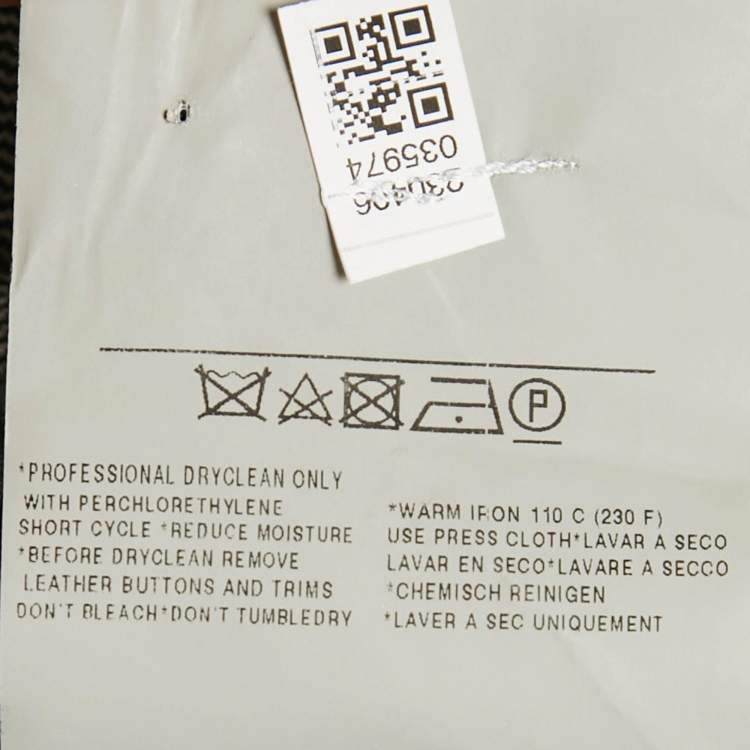 035974
230406
P
*PROFESSIONAL DRYCLEAN ONLY
WITH PERCHLORETHYLENE
SHORT CYCLE *REDUCE MOISTURE
*BEFORE DRYCLEAN REMOVE
LEATHER BUTTONS AND TRIMS
DON'T BLEACH*DON'T TUMBLEDRY
*WARM IRON 110 C (230 F)
USE PRESS CLOTH*LAVAR A SECO
LAVAR EN SECO*LAVARE A SECCO
*CHEMISCH REINIGEN
*LAVER A SEC UNIQUEMENT